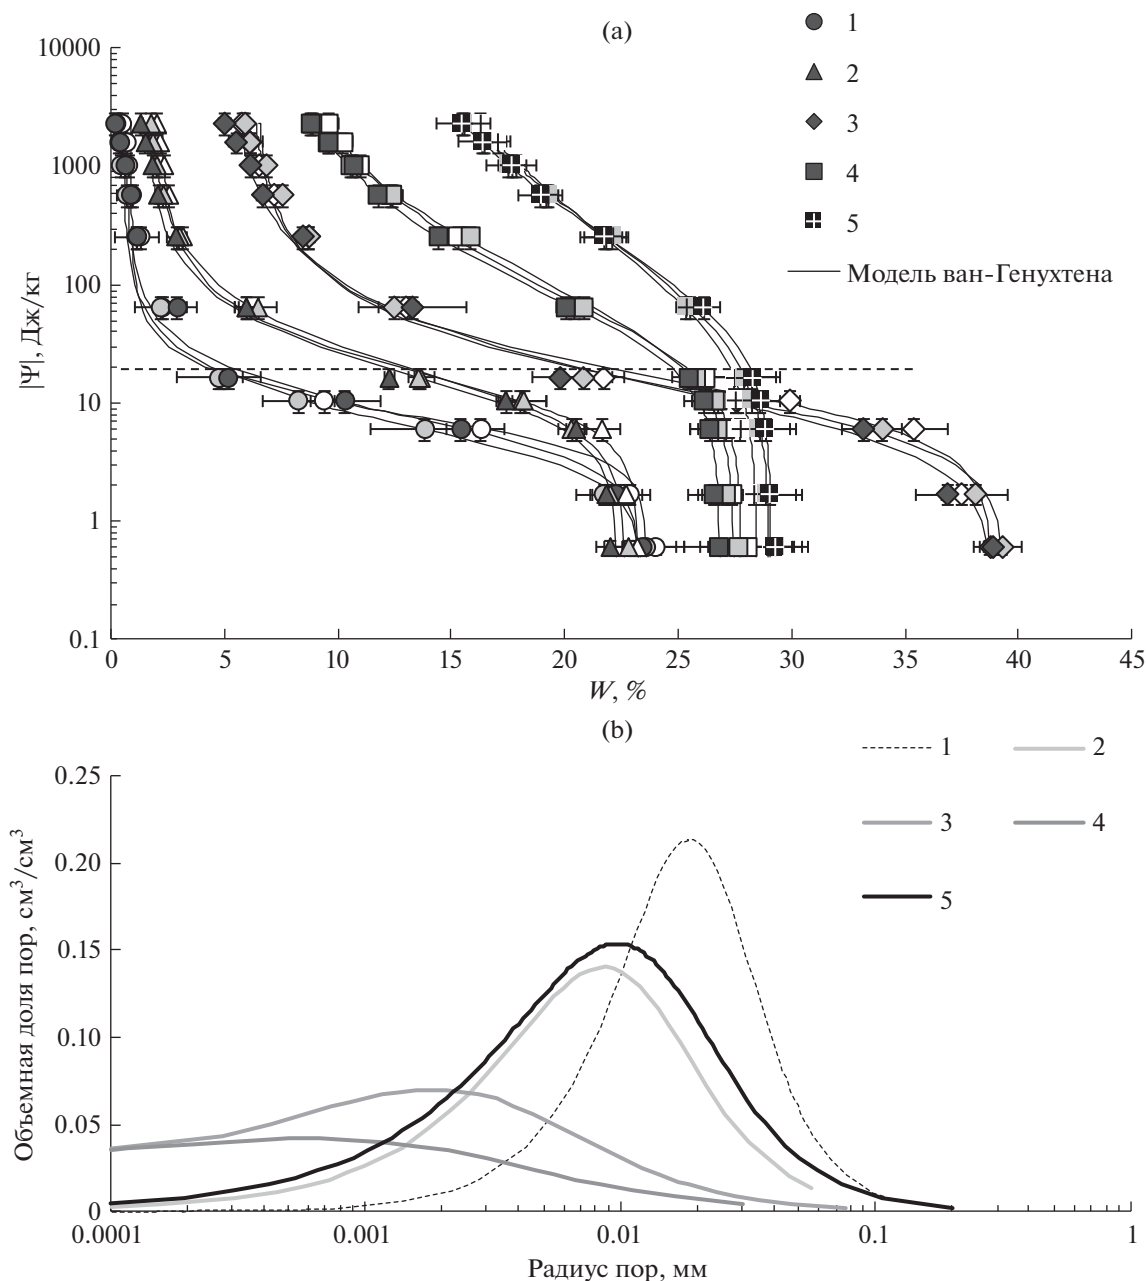 (a)
1
2
3
4
5
Модель ван-Генухтена
10000
1000
100
10
1
0.1
|Ψ|, Дж/кг
0 5 10 15 20 25 30 35 40 45
W, %
(b)
1 2
3 4
5
0.25
0.20
0.15
0.10
0.05
0
Объемная доля пор, см³/см³
0.0001 0.001 0.01 0.1 1
Радиус пор, мм